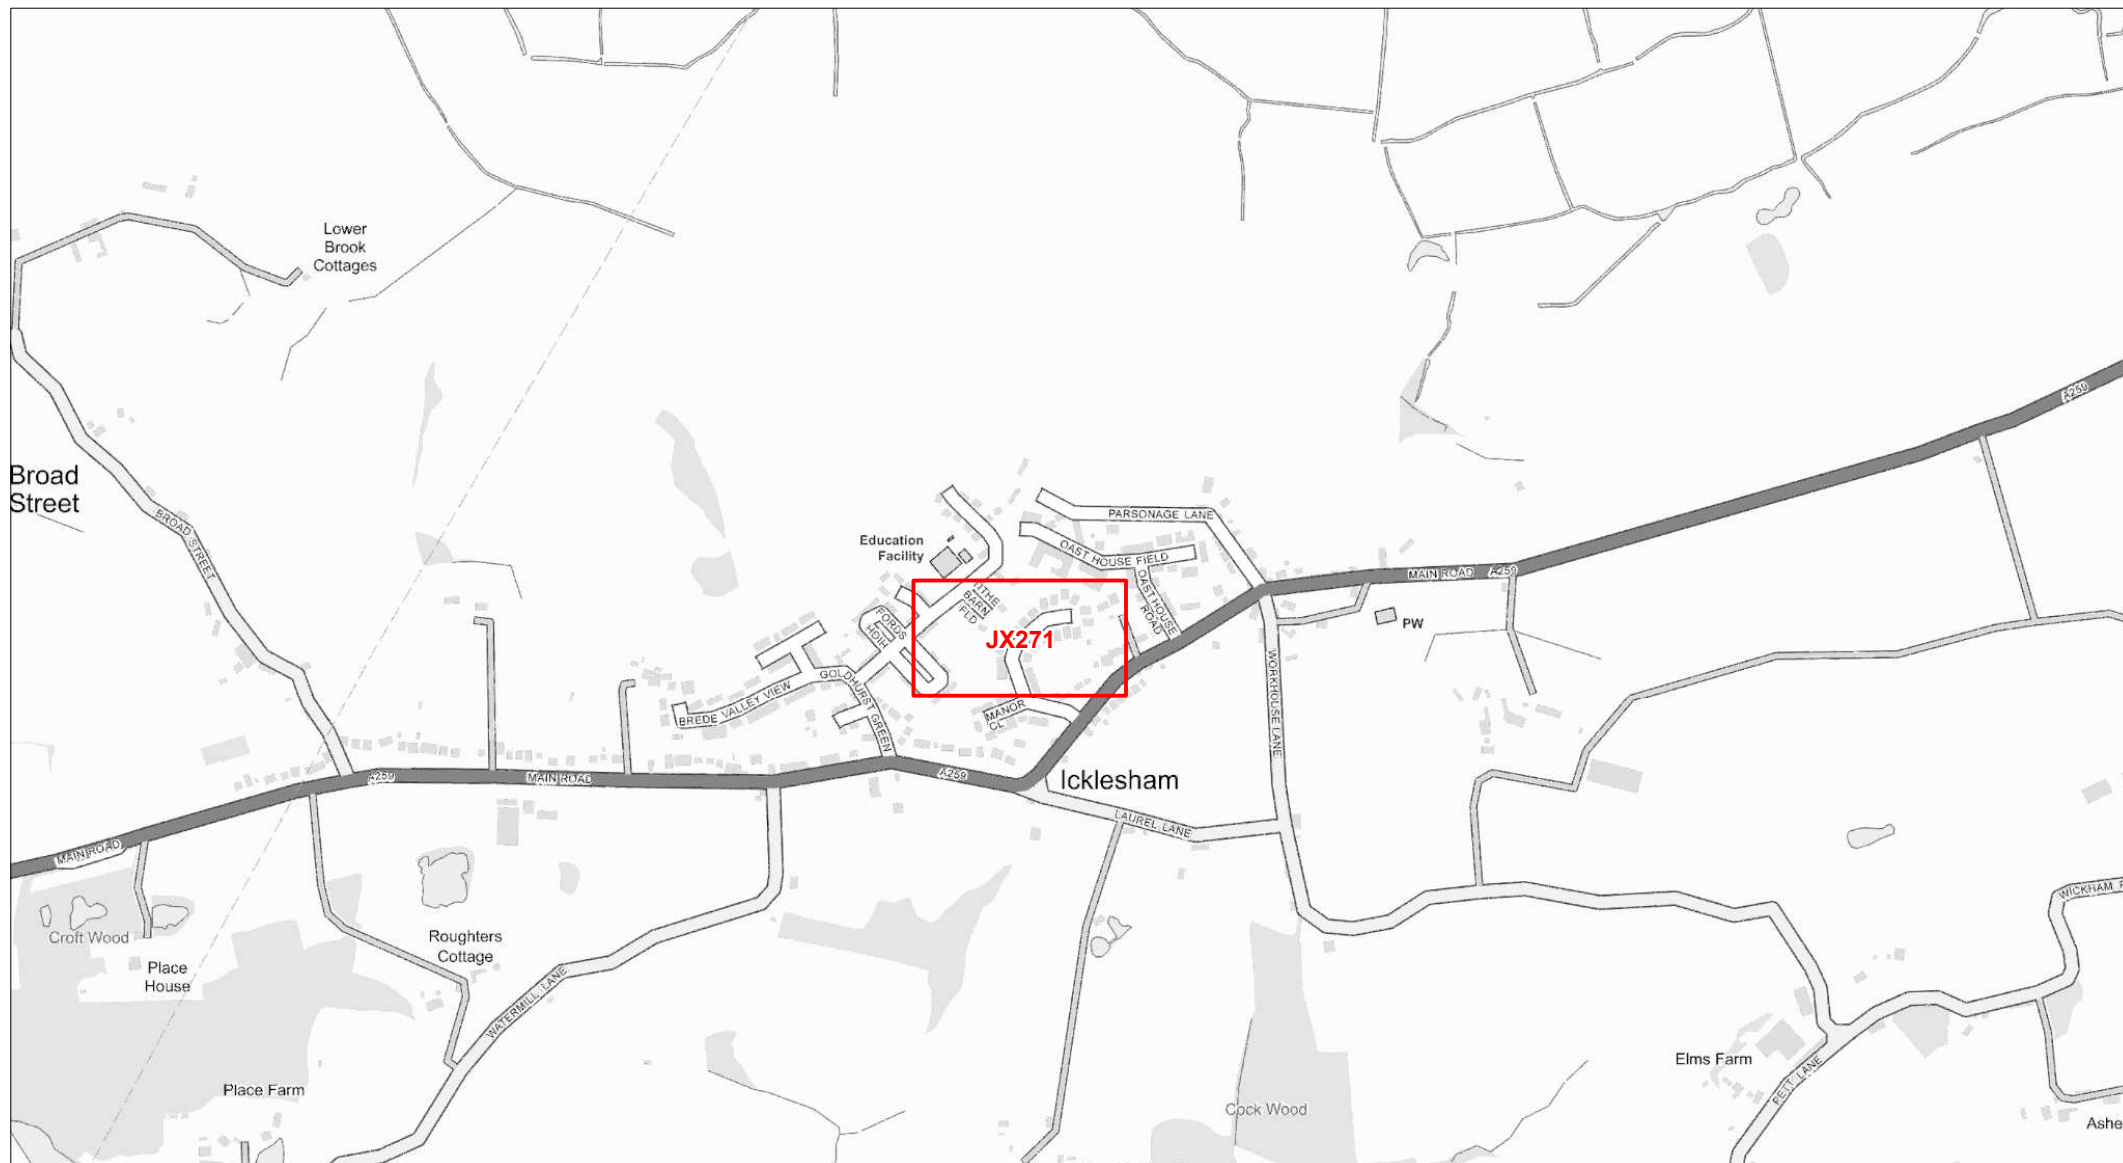 Lower
Brook
Cottages
A259
Broad
Street
BROAD STREET
PARSONAGE LANE
Education
Facility
OAST HOUSE FIELD
MAIN ROAD A259
TITHE
BARN
FLD
OAST HOUSE
ROAD
FORDS
HIGH
JX271
PW
GOLDHURST GREEN
BREDE VALLEY VIEW
MANOR
CL
WORKHOUSE LANE
A259
MAIN ROAD
A259
Icklesham
LAUREL LANE
MAIN ROAD
WICKHAM R
Croft Wood
Roughters
Cottage
Place
House
WATERMILL LANE
Elms Farm
PETT LANE
Place Farm
Cock Wood
Ashe